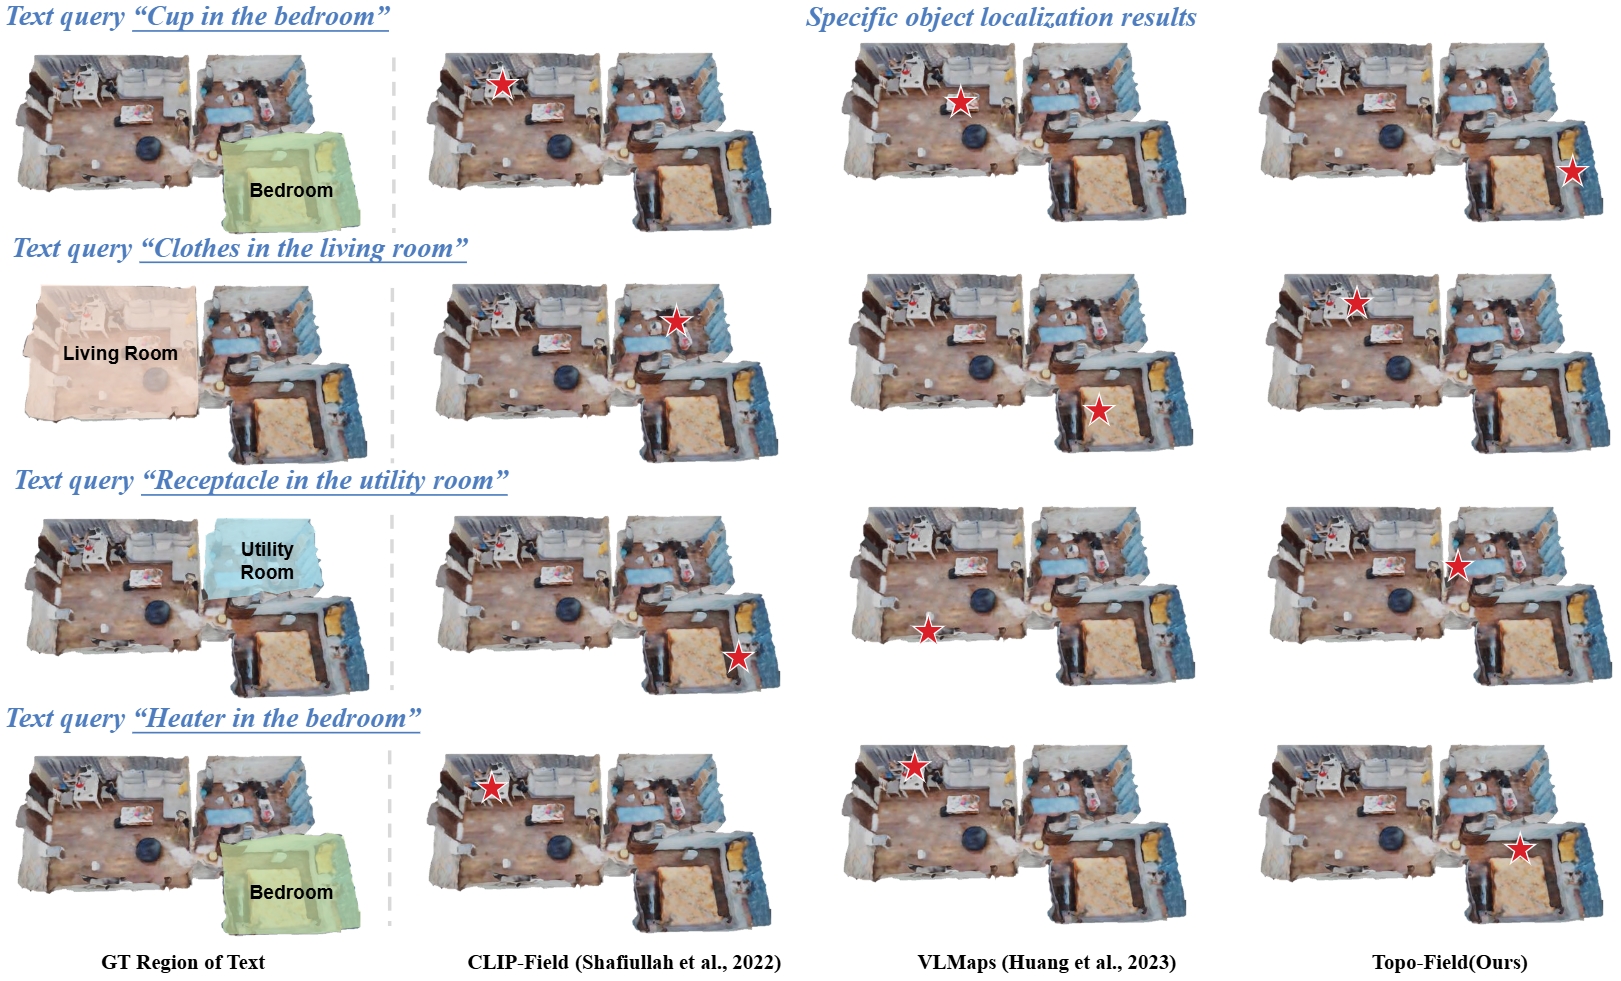 Text query “Cup in the bedroom”
Specific object localization results
Bedroom
Text query “Clothes in the living room”
Living Room
Text query “Receptacle in the utility room”
Utility
Room
Text query “Heater in the bedroom”
Bedroom
GT Region of Text
CLIP-Field (Shafiullah et al., 2022)
VLMaps (Huang et al., 2023)
Topo-Field(Ours)